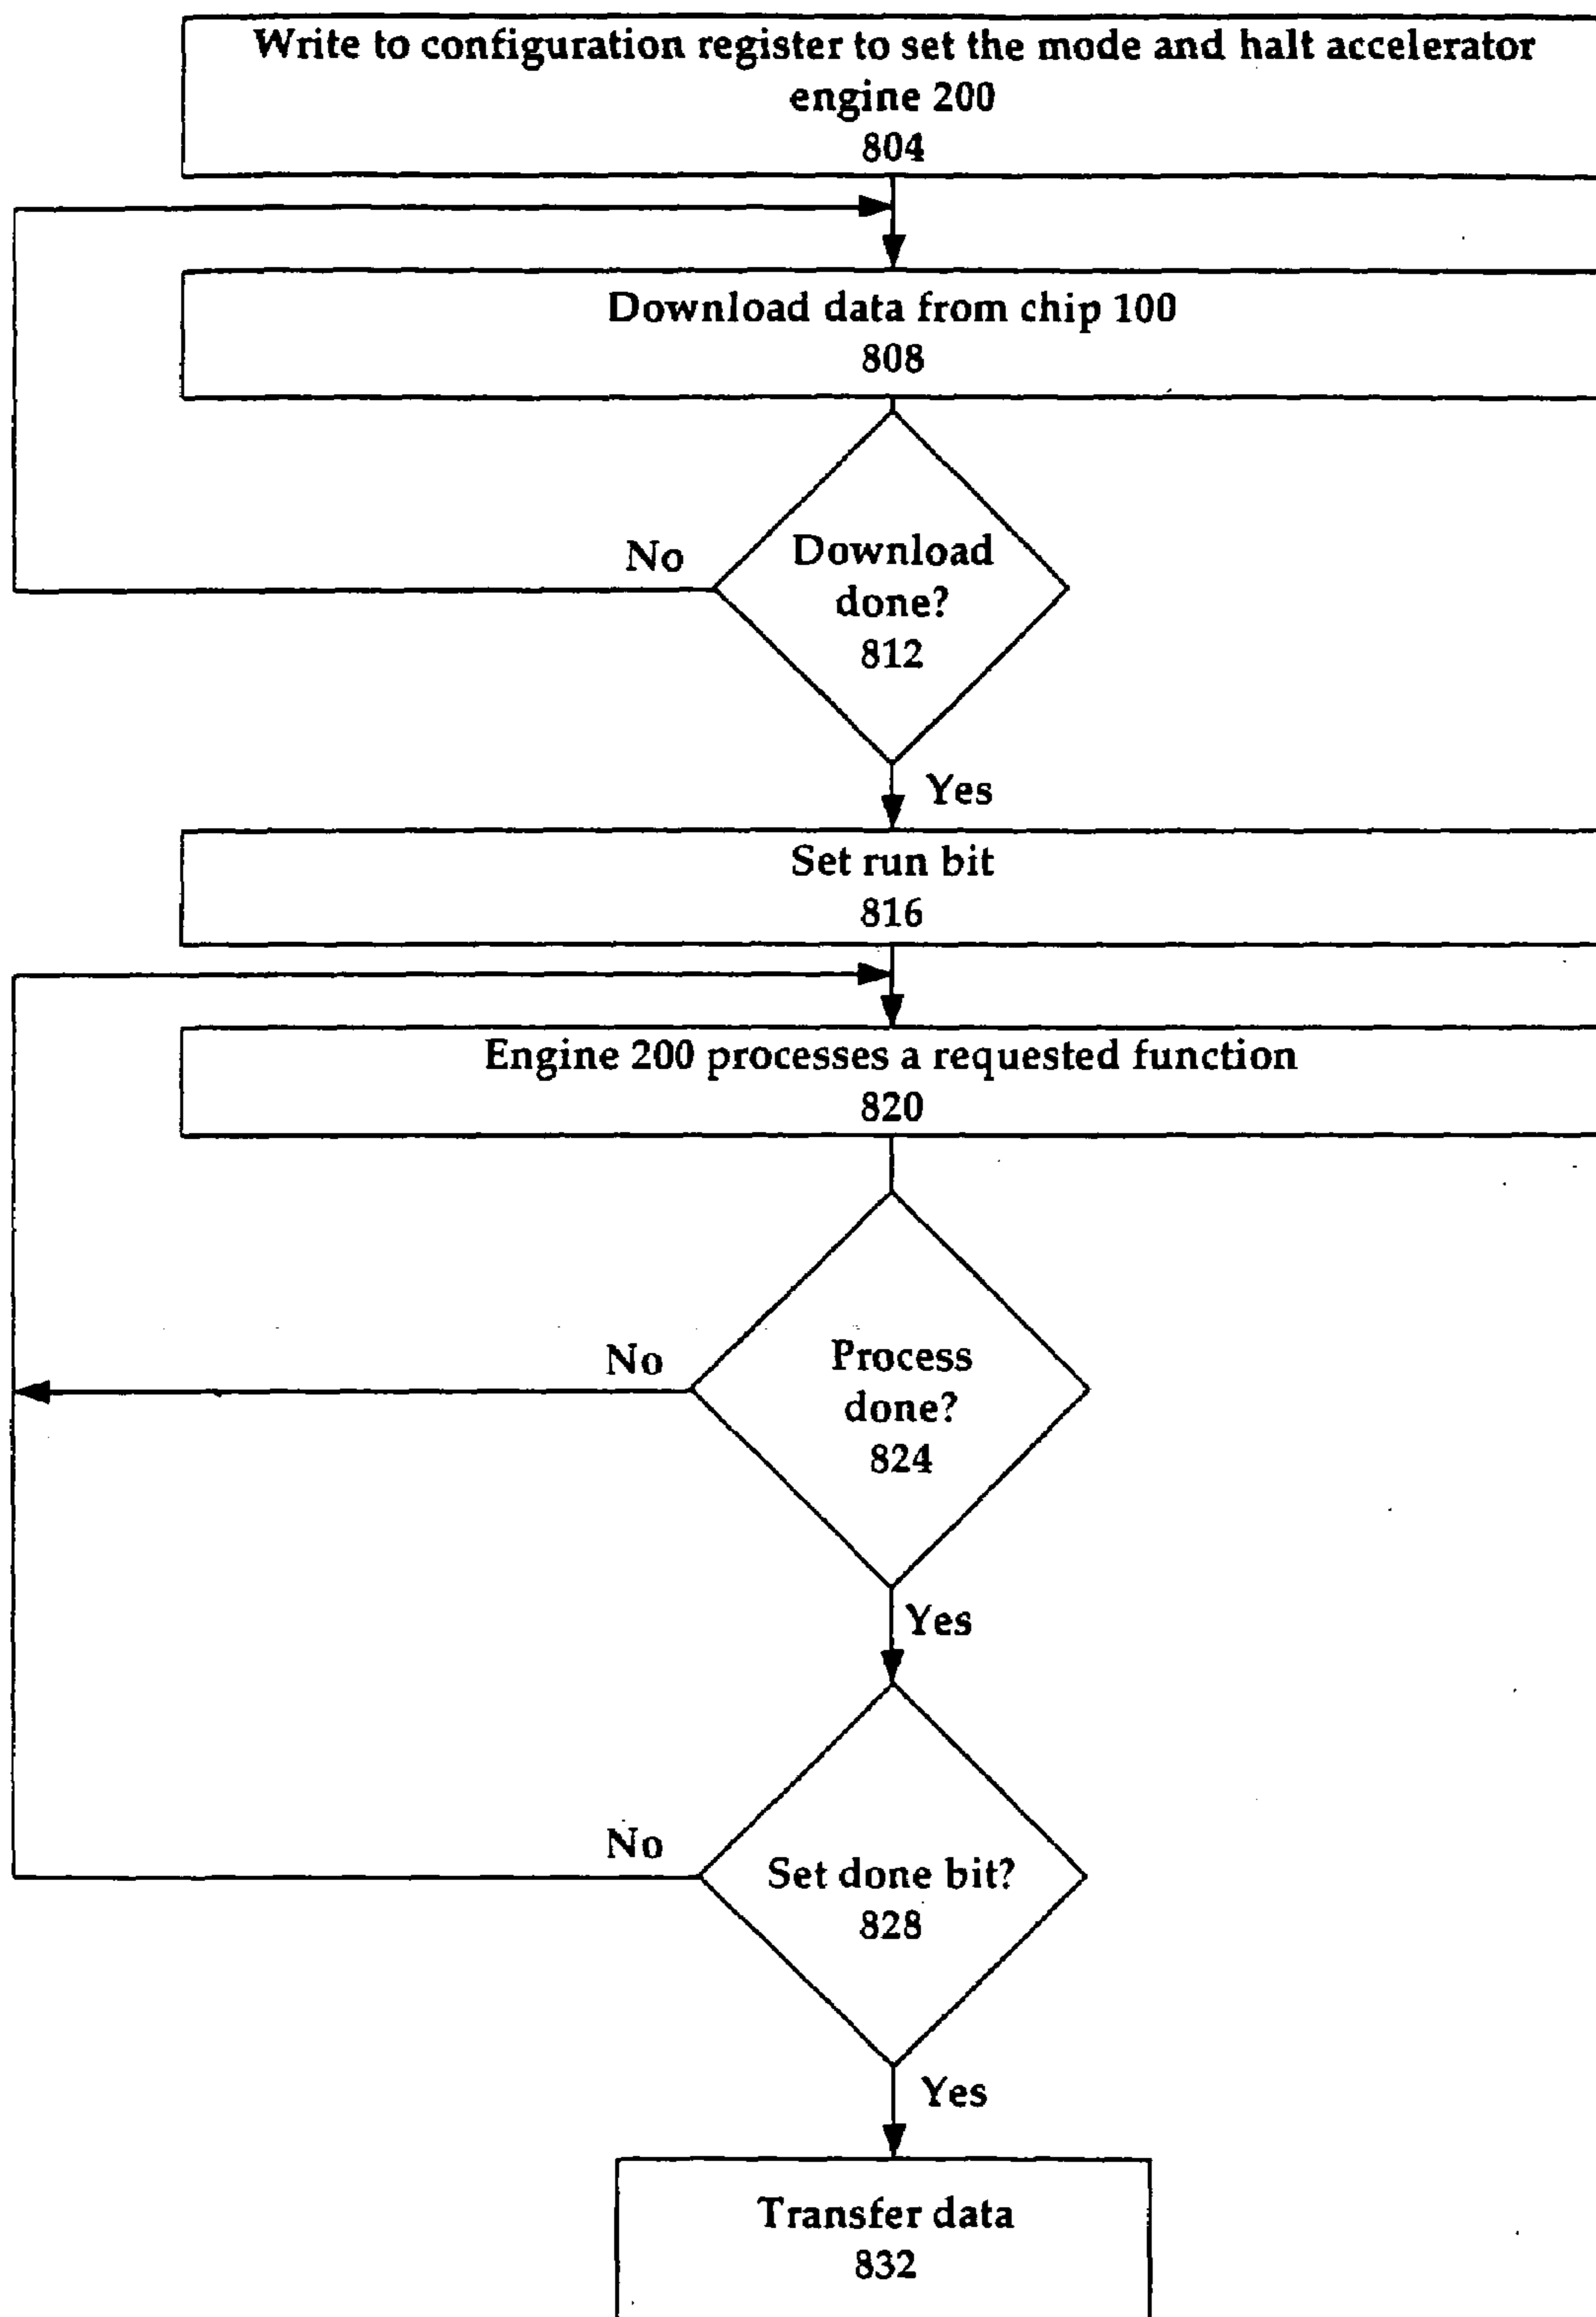 Write to configuration register to set the mode and halt accelerator
engine 200
804
Download data from chip 100
808
No
Download
done?
812
Yes
Set run bit
816
Engine 200 processes a requested function
820
No
Process
done?
824
Yes
No
Set done bit?
828
Yes
Transfer data
832